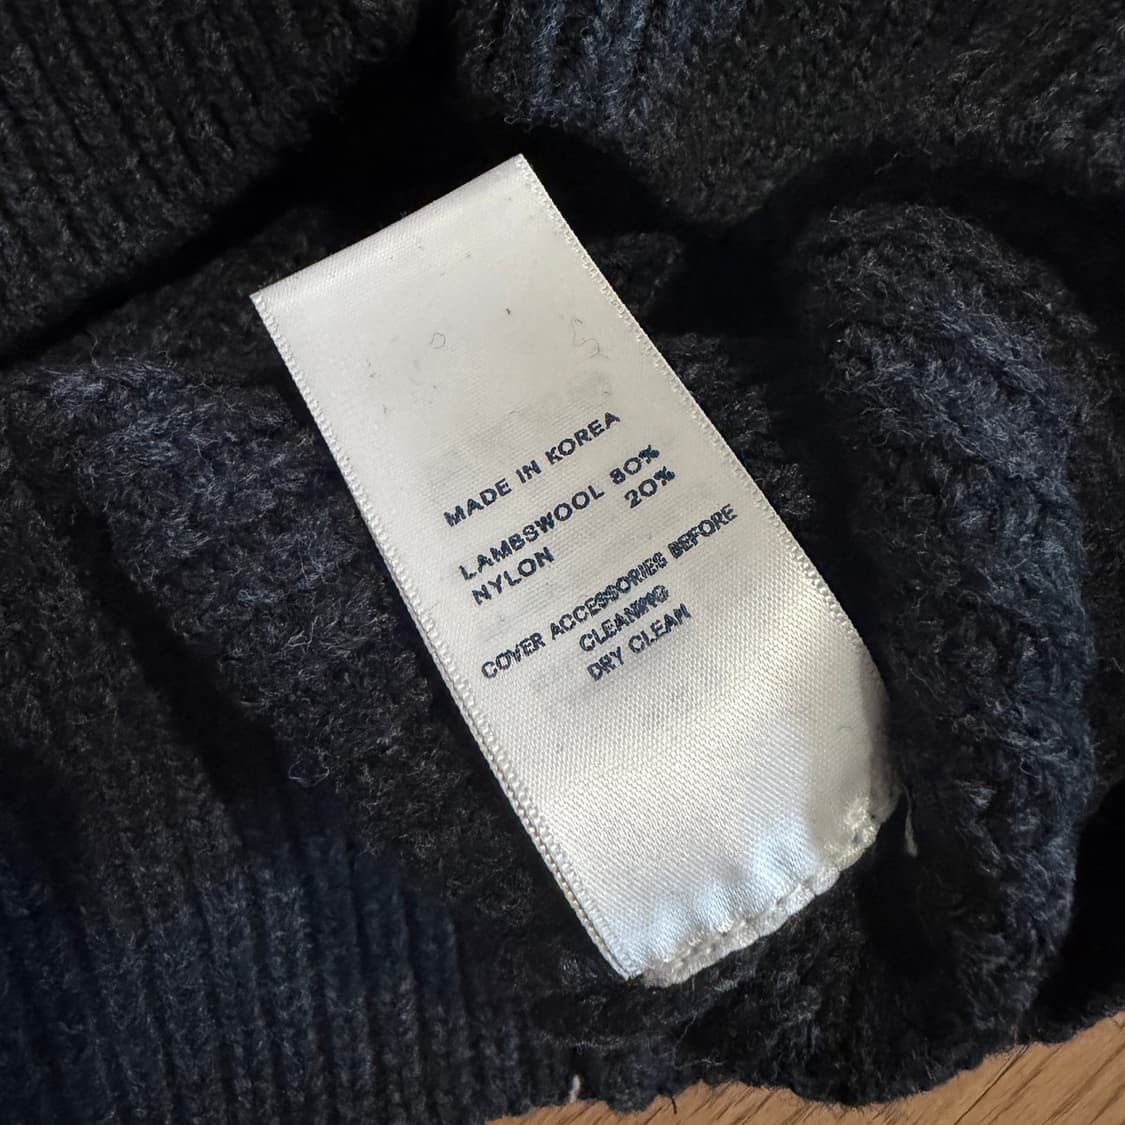 MADE IN KOREA
LAMBSWOOL 80%
NYLON 20%
COVER ACCESSORIES BEFORE
CLEANING
DRY CLEAN